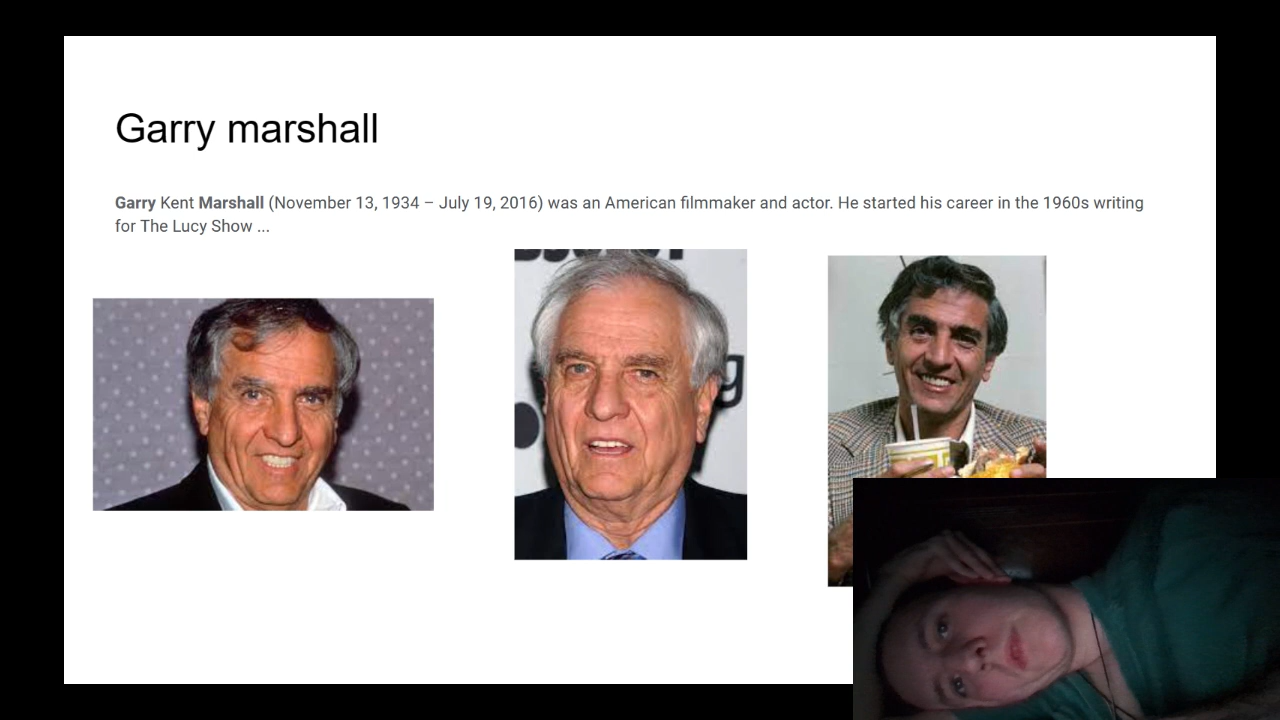 Garry marshall
Garry Kent Marshall (November 13, 1934 – July 19, 2016) was an American filmmaker and actor. He started his career in the 1960s writing
for The Lucy Show ...